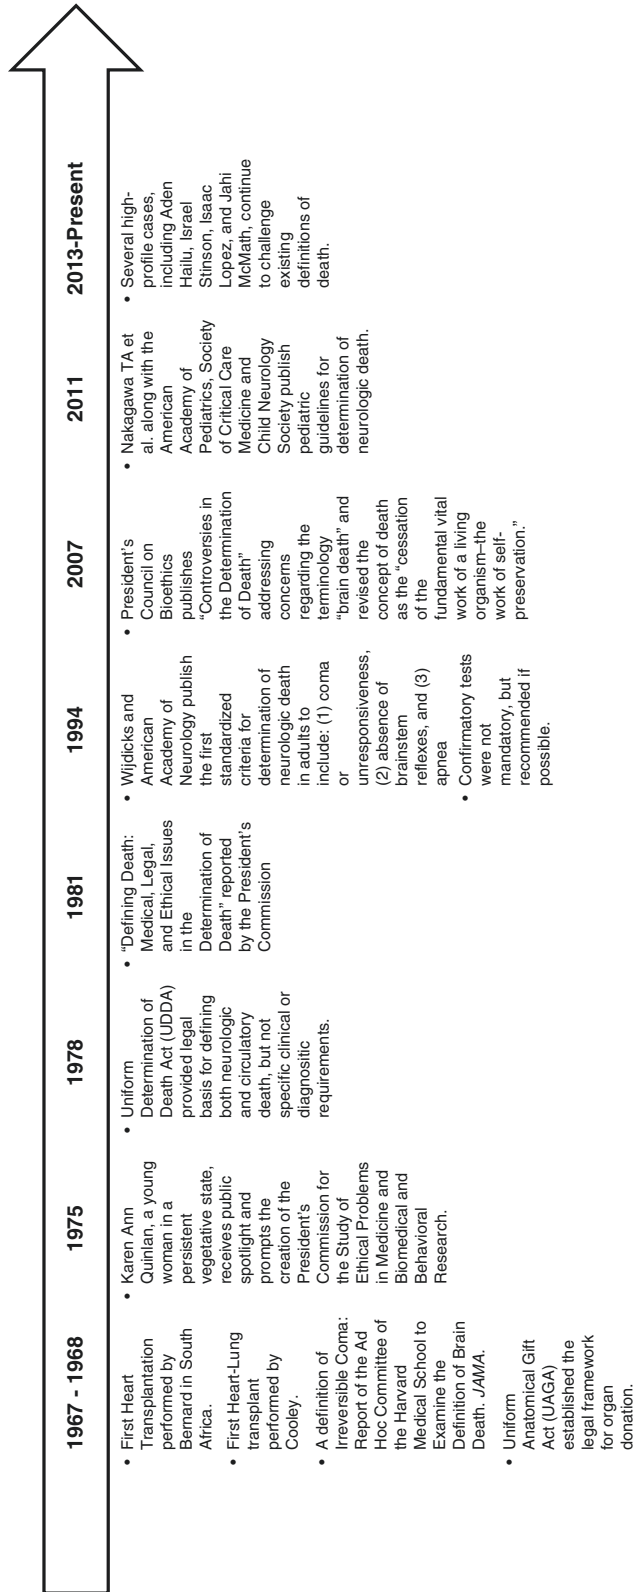 1967 - 1968
• First Heart
Transplantation
performed by
Bernard in South
Africa.
• First Heart-Lung
transplant
performed by
Cooley.
• A definition of
Irreversible Coma:
Report of the Ad
Hoc Committee of
the Harvard
Medical School to
Examine the
Definition of Brain
Death. JAMA.
• Uniform
Anatomical Gift
Act (UAGA)
established the
legal framework
for organ
donation.
1975
• Karen Ann
Quinlan, a young
woman in a
persistent
vegetative state,
receives public
spotlight and
prompts the
creation of the
President's
Commission for
the Study of
Ethical Problems
in Medicine and
Biomedical and
Behavioral
Research.
1978
• Uniform
Determination of
Death Act (UDDA)
provided legal
basis for defining
both neurologic
and circulatory
death, but not
specific clinical or
diagnositic
requirements.
1981
• "Defining Death:
Medical, Legal,
and Ethical Issues
in the
Determination of
Death" reported
by the President's
Commission
1994
• Wijdicks and
American
Academy of
Neurology publish
the first
standardized
criteria for
determination of
neurologic death
in adults to
include: (1) coma
or
unresponsiveness,
(2) absence of
brainstem
reflexes, and (3)
apnea
• Confirmatory tests
were not
mandatory, but
recommended if
possible.
2007
• President's
Council on
Bioethics
publishes
"Controversies in
the Determination
of Death"
addressing
concerns
regarding the
terminology
"brain death" and
revised the
concept of death
as the "cessation
of the
fundamental vital
work of a living
organism–the
work of self-
preservation."
2011
• Nakagawa TA et
al. along with the
American
Academy of
Pediatrics, Society
of Critical Care
Medicine and
Child Neurology
Society publish
pediatric
guidelines for
determination of
neurologic death.
2013-Present
• Several high-
profile cases,
including Aden
Hailu, Israel
Stinson, Isaac
Lopez, and Jahi
McMath, continue
to challenge
existing
definitions of
death.